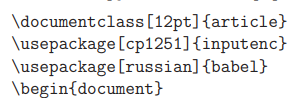 \documentclass[12pt]{article}
\usepackage[cp1251]{inputenc}
\usepackage[russian]{babel}
\begin{document}